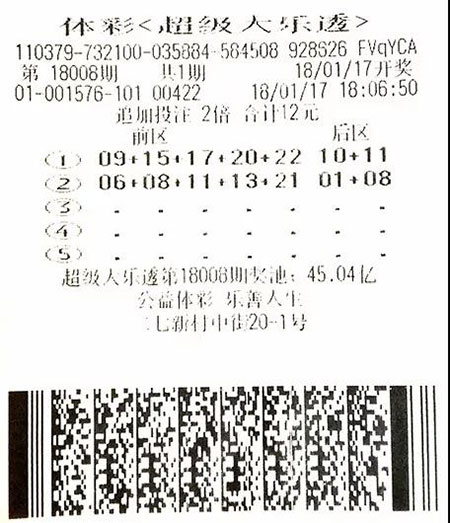 体彩<超级大乐透>
110379-732100-035884-584508 928626 FVqYCA
第 18008期 共1期 18/01/17开奖
01-001576-101 00422 18/01/17 18:06:50
追加投注 2倍 合计12元
前区 后区
① 09+15+17+20+22 10+11
② 06+08+11+13+21 01+08
③ - - - - - - -
④ - - - - - - -
⑤ - - - - - - -
超级大乐透第18008期奖池: 45.04亿
公益体彩 乐善人生
二七新村中街20-1号